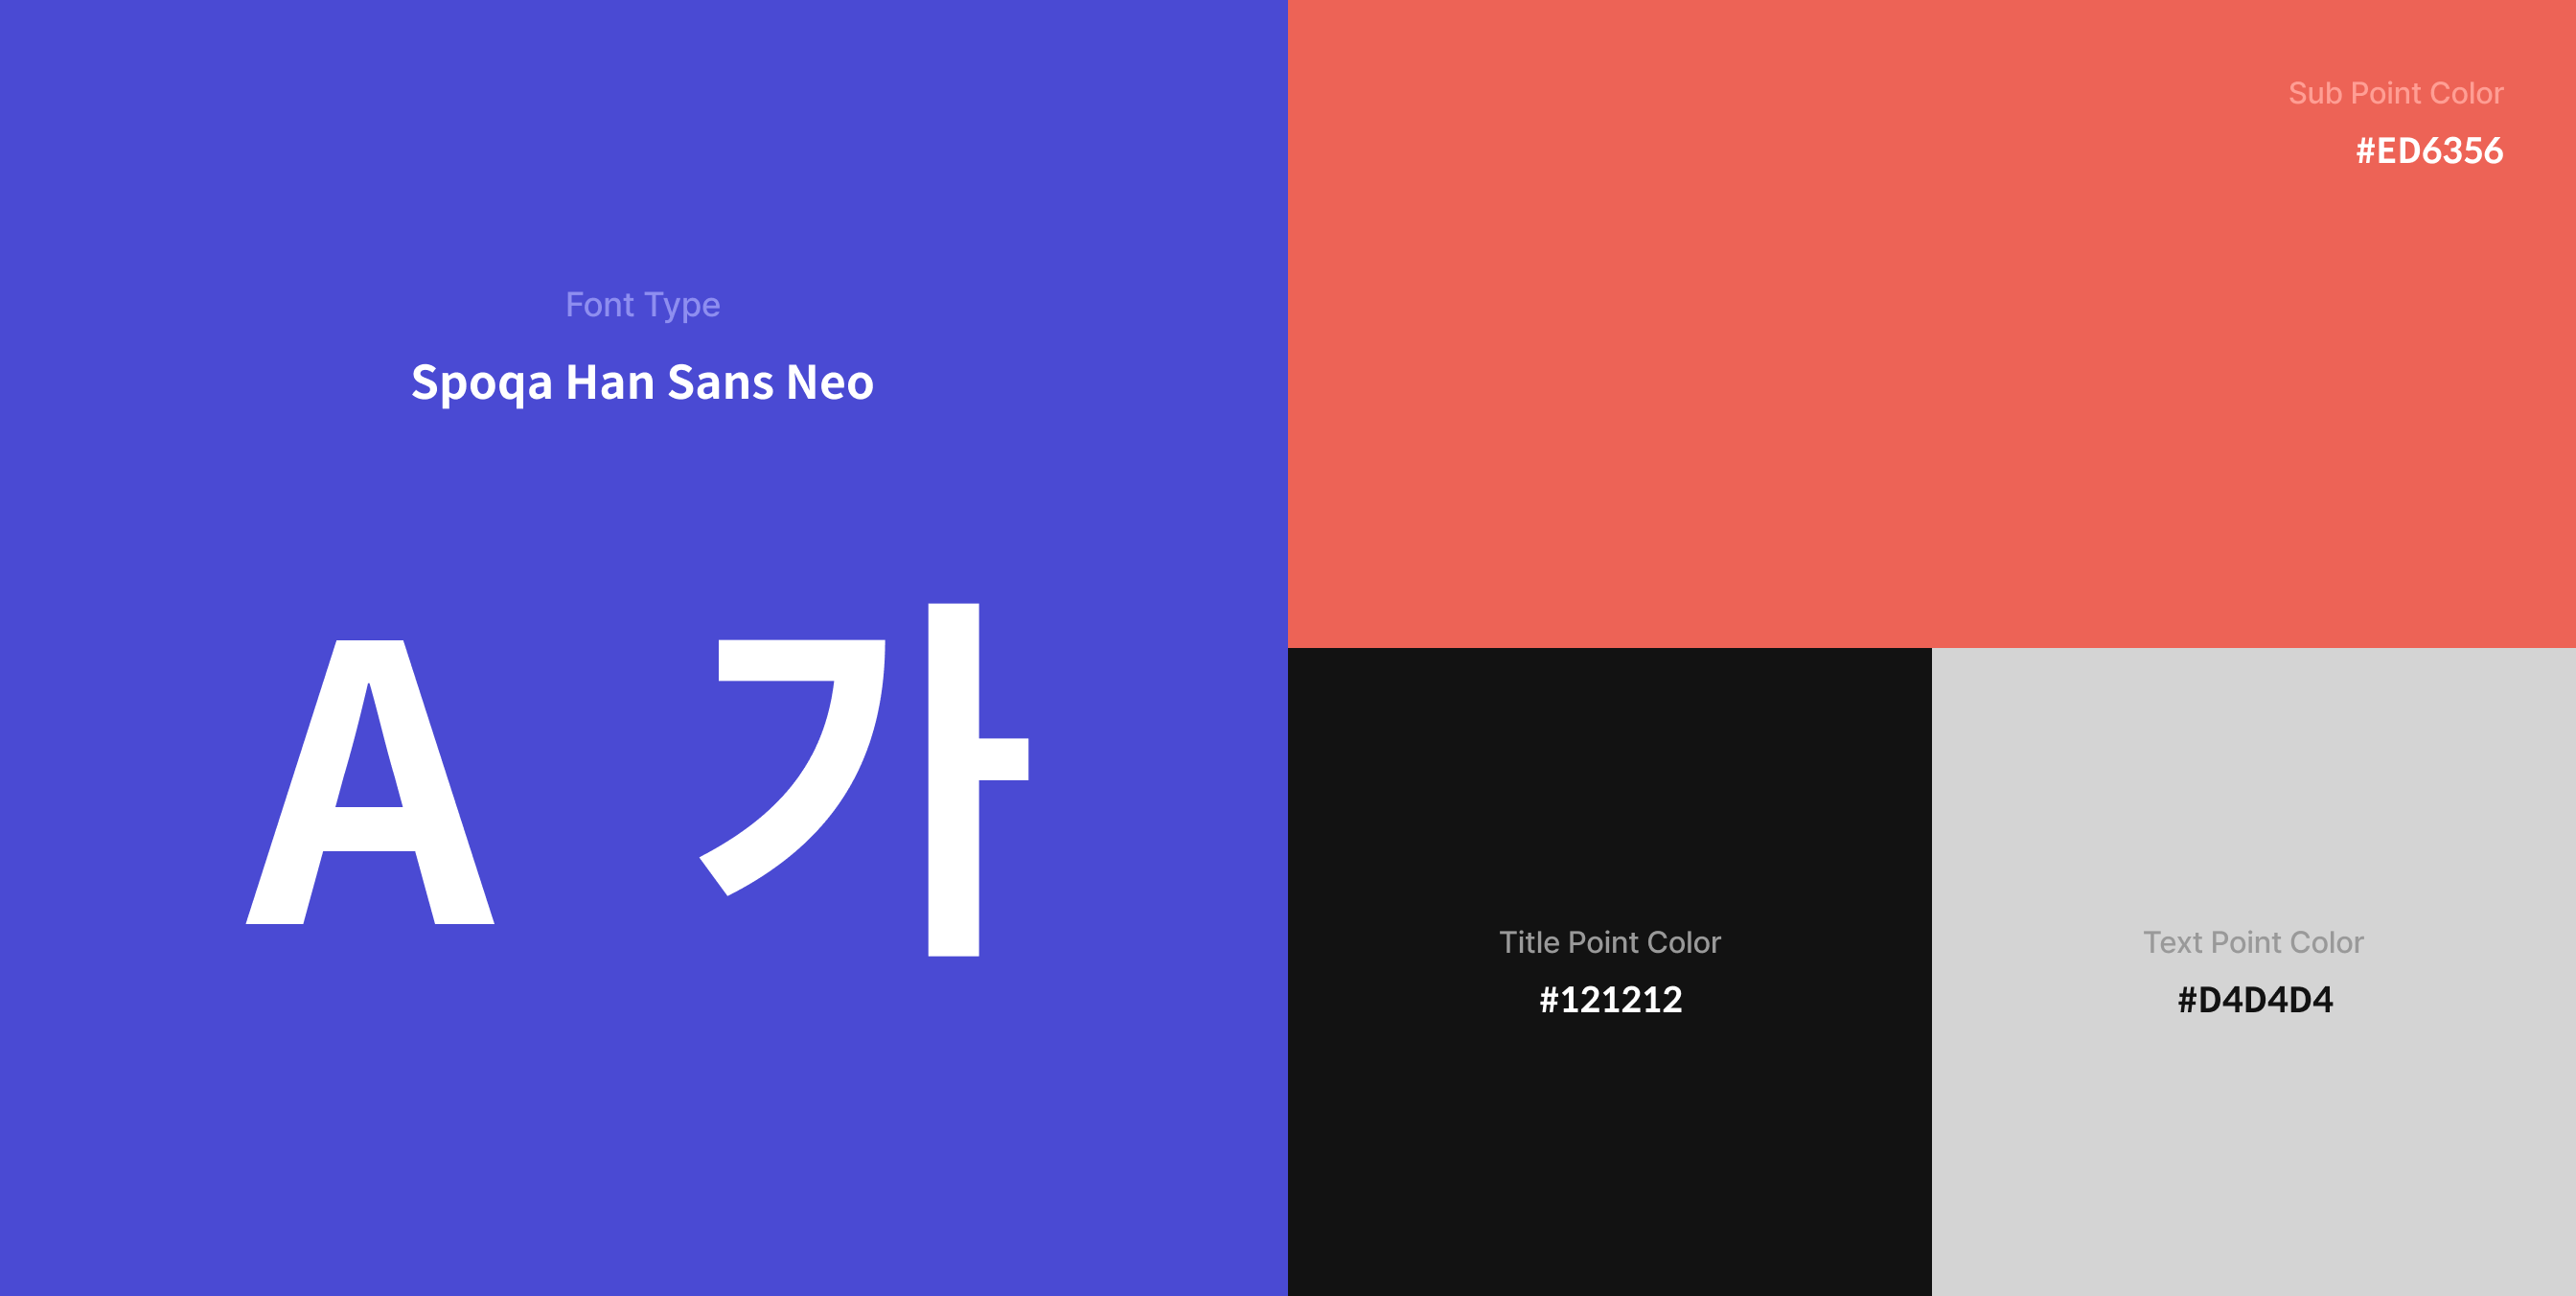 Font Type
Spoqa Han Sans Neo
A 가
Sub Point Color
#ED6356
Title Point Color
#121212
Text Point Color
#D4D4D4